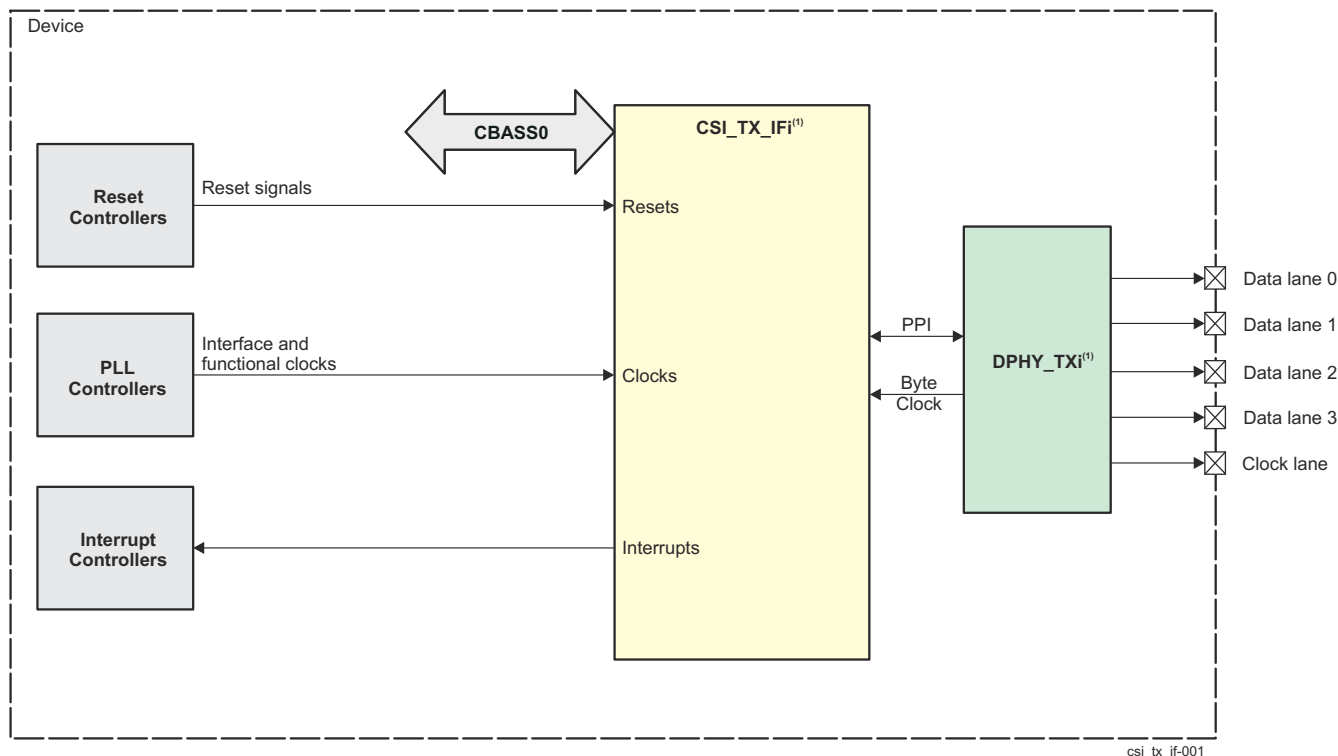 Device
CBASS0
CSI_TX_IFi(1)
Reset
Controllers
Reset signals
Resets
Data lane 0
Data lane 1
PPI
Interface and
functional clocks
PLL
Controllers
Clocks
DPHY_TXi(1)
Byte
Clock
Data lane 2
Data lane 3
Clock lane
Interrupt
Controllers
Interrupts
csi_tx_if-001